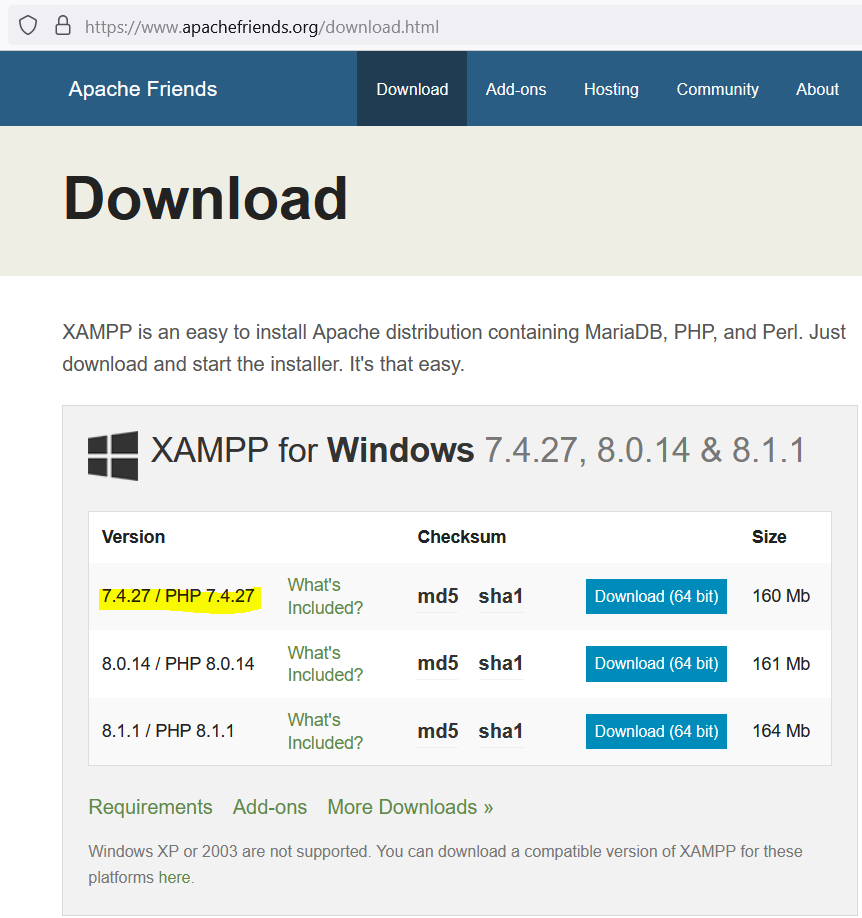 https://www.apachefriends.org/download.html
Apache Friends Download Add-ons Hosting Community About
Download
XAMPP is an easy to install Apache distribution containing MariaDB, PHP, and Perl. Just
download and start the installer. It's that easy.
XAMPP for Windows 7.4.27, 8.0.14 & 8.1.1
Version Checksum Size
7.4.27 / PHP 7.4.27 What's Included? md5 sha1 Download (64 bit) 160 Mb
8.0.14 / PHP 8.0.14 What's Included? md5 sha1 Download (64 bit) 161 Mb
8.1.1 / PHP 8.1.1 What's Included? md5 sha1 Download (64 bit) 164 Mb
Requirements Add-ons More Downloads »
Windows XP or 2003 are not supported. You can download a compatible version of XAMPP for these
platforms here.